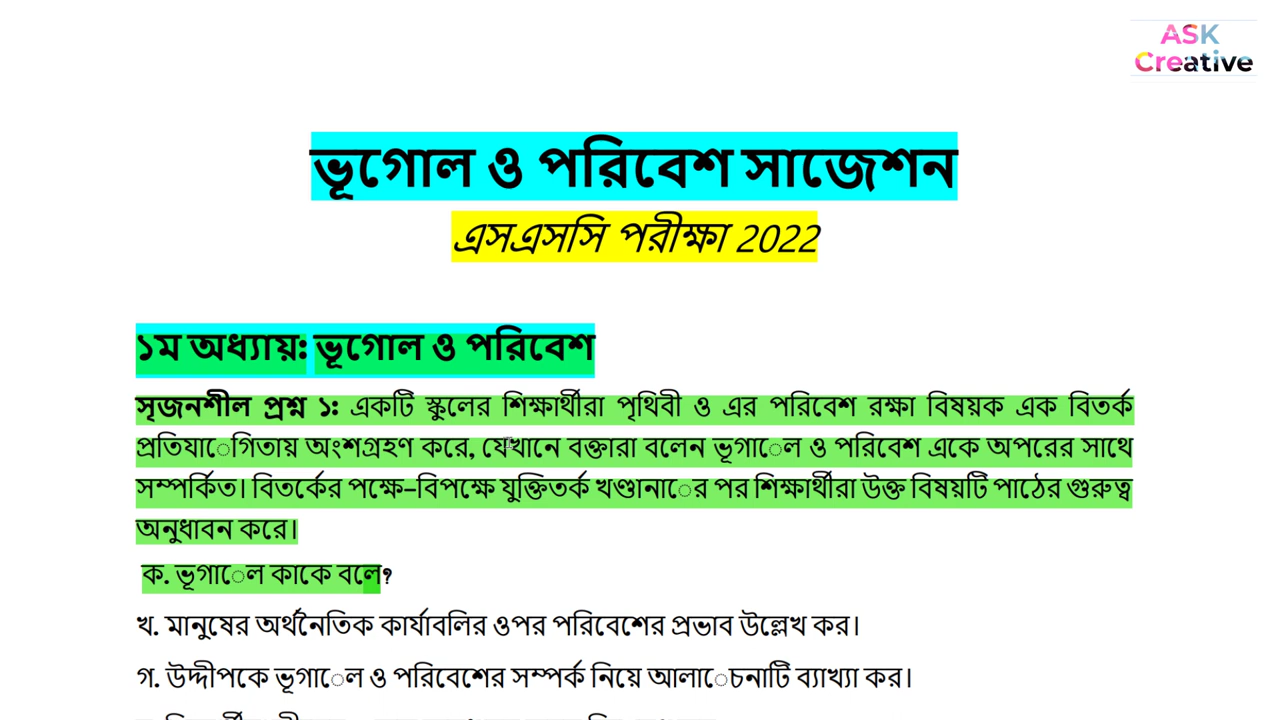 ASK
Creative
ভূগোল ও পরিবেশ সাজেশন
এসএসসি পরীক্ষা 2022
১ম অধ্যায়: ভূগোল ও পরিবেশ
সৃজনশীল প্রশ্ন ১: একটি স্কুলের শিক্ষার্থীরা পৃথিবী ও এর পরিবেশ রক্ষা বিষয়ক এক বিতর্ক
প্রতিযােগিতায় অংশগ্রহণ করে, যেখানে বক্তারা বলেন ভূগােল ও পরিবেশ একে অপরের সাথে
সম্পর্কিত। বিতর্কের পক্ষে-বিপক্ষে যুক্তিতর্ক খণ্ডানাের পর শিক্ষার্থীরা উক্ত বিষয়টি পাঠের গুরুত্ব
অনুধাবন করে।
ক. ভূগােল কাকে বলে?
খ. মানুষের অর্থনৈতিক কার্যাবলির ওপর পরিবেশের প্রভাব উল্লেখ কর।
গ. উদ্দীপকে ভূগােল ও পরিবেশের সম্পর্ক নিয়ে আলােচনাটি ব্যাখ্যা কর।